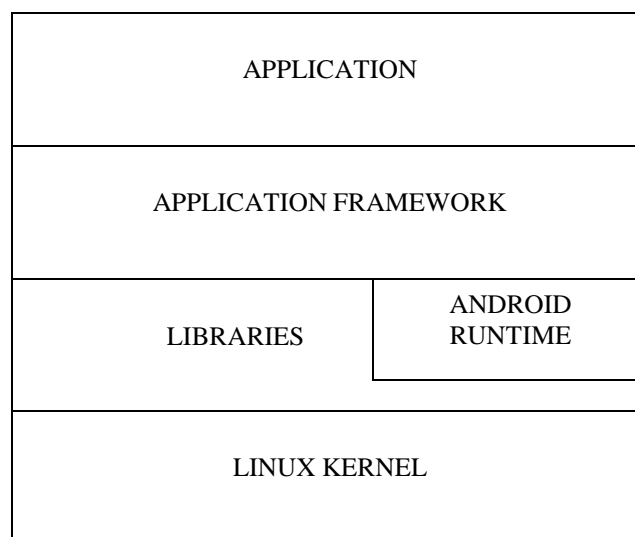 APPLICATION
APPLICATION FRAMEWORK
LIBRARIES
ANDROID
RUNTIME
LINUX KERNEL